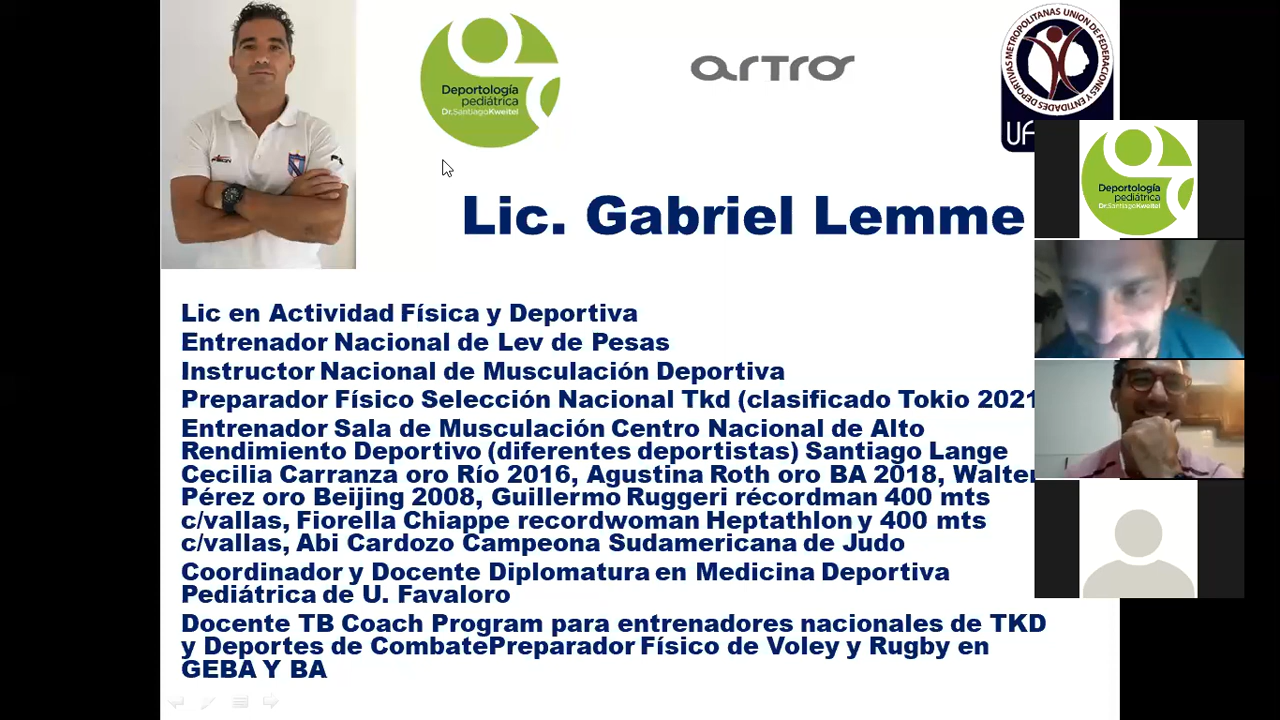 Deportología
pediátrica
Dr.SantiagoKweitel
artro
METROPOLITANAS UNION DE FEDERACIONES Y ENTIDADES DEPORTIVAS
UF
Deportología
pediátrica
Dr.SantiagoKweitel
Lic. Gabriel Lemme
Lic en Actividad Física y Deportiva
Entrenador Nacional de Lev de Pesas
Instructor Nacional de Musculación Deportiva
Preparador Físico Selección Nacional Tkd (clasificado Tokio 2021
Entrenador Sala de Musculación Centro Nacional de Alto
Rendimiento Deportivo (diferentes deportistas) Santiago Lange
Cecilia Carranza oro Río 2016, Agustina Roth oro BA 2018, Walter
Pérez oro Beijing 2008, Guillermo Ruggeri récordman 400 mts
c/vallas, Fiorella Chiappe recordwoman Heptathlon y 400 mts
c/vallas, Abi Cardozo Campeona Sudamericana de Judo
Coordinador y Docente Diplomatura en Medicina Deportiva
Pediátrica de U. Favaloro
Docente TB Coach Program para entrenadores nacionales de TKD
y Deportes de CombatePreparador Físico de Voley y Rugby en
GEBA Y BA